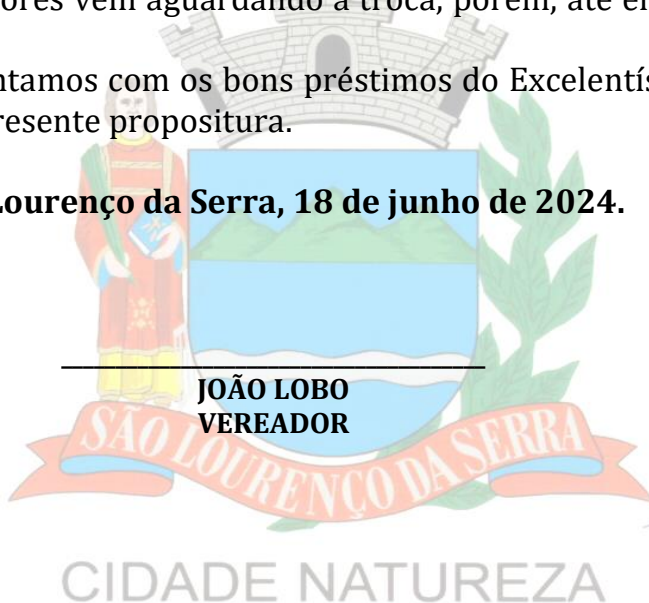 ores vêm aguardando a troca, porém, até e
ntamos com os bons préstimos do Excelentís
resente propositura.
Lourenço da Serra, 18 de junho de 2024.
JOÃO LOBO
VEREADOR
SÃO LOURENÇO DA SERRA
CIDADE NATUREZA